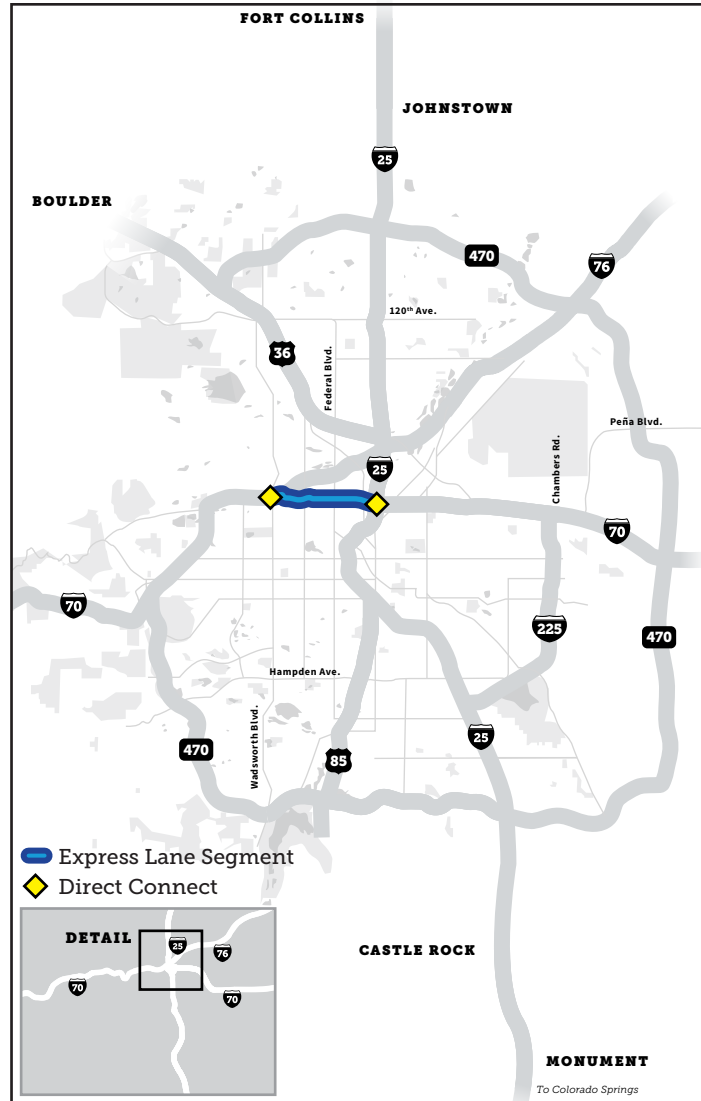 FORT COLLINS
JOHNSTOWN
25
BOULDER
470
76
120th Ave.
36
Federal Blvd.
Peña Blvd.
Chambers Rd.
25
70
70
225
470
Hampden Ave.
Wadsworth Blvd.
25
470
85
Express Lane Segment
Direct Connect
DETAIL
25
76
70
70
CASTLE ROCK
MONUMENT
To Colorado Springs